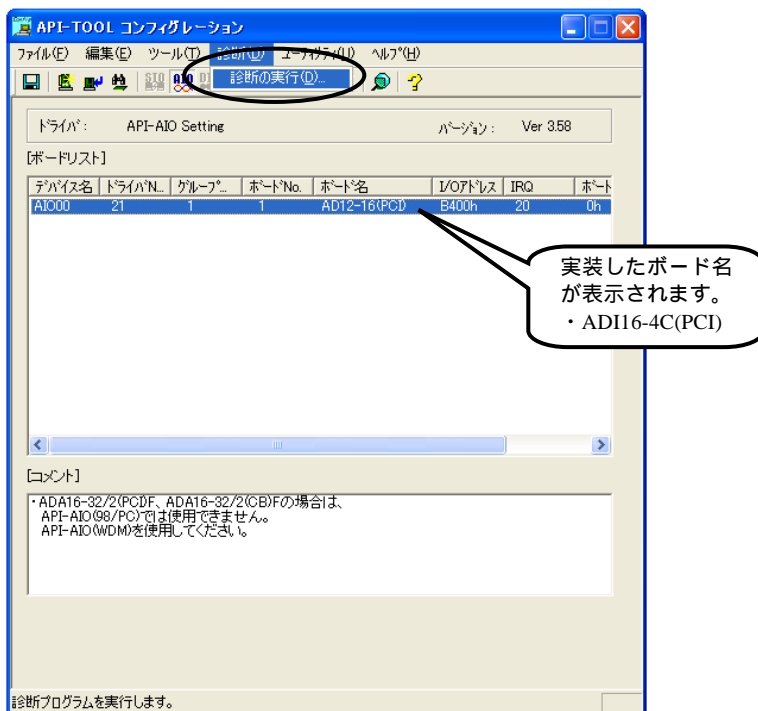 API-TOOL コンフィグレーション
ファイル(F) 編集(E) ツール(T) 診断(D) ユーティリティ(U) ヘルプ(H)
診断の実行(D)...
AIO
ドライバ: API-AIO Setting バージョン: Ver 3.58
[ボードリスト]
デバイス名 ドライバN... グループ... ボードNo. ボード名 I/Oアドレス IRQ ボート
AIO00 21 1 1 AD12-16(PCI) B400h 20 0h
実装したボード名
が表示されます。
・ADI16-4C(PCI)
[コメント]
・ADA16-32/2(PCI)F、ADA16-32/2(CB)Fの場合は、
API-AIO(98/PC)では使用できません。
API-AIO(WDM)を使用してください。
診断プログラムを実行します。